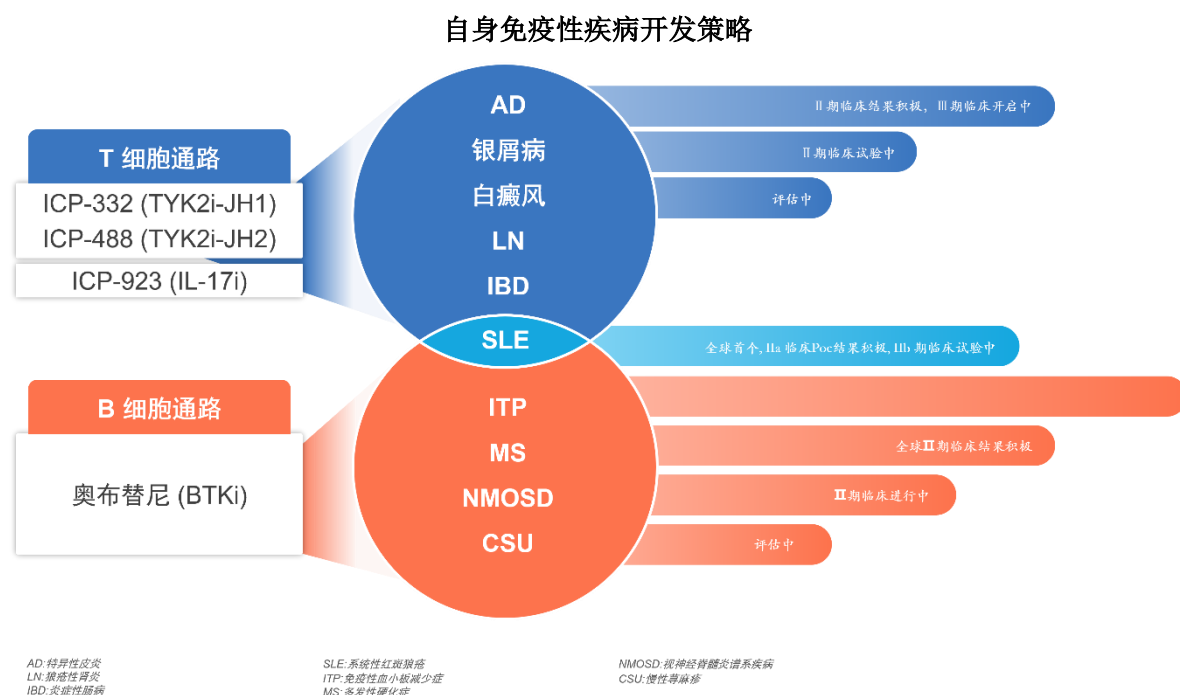 自身免疫性疾病开发策略
T 细胞通路
ICP-332 (TYK2i-JH1)
ICP-488 (TYK2i-JH2)
ICP-923 (IL-17i)
B 细胞通路
奥布替尼 (BTKi)
AD
银屑病
白癜风
LN
IBD
SLE
ITP
MS
NMOSD
CSU
II期临床结果积极，III期临床开启中
II期临床试验中
评估中
全球首个, IIa 临床Poc结果积极, IIb 期临床试验中
全球II期临床结果积极
II期临床进行中
评估中
AD:特异性皮炎
LN:狼疮性肾炎
IBD:炎症性肠病
SLE:系统性红斑狼疮
ITP:免疫性血小板减少症
MS:多发性硬化症
NMOSD:视神经脊髓炎谱系疾病
CSU:慢性荨麻疹